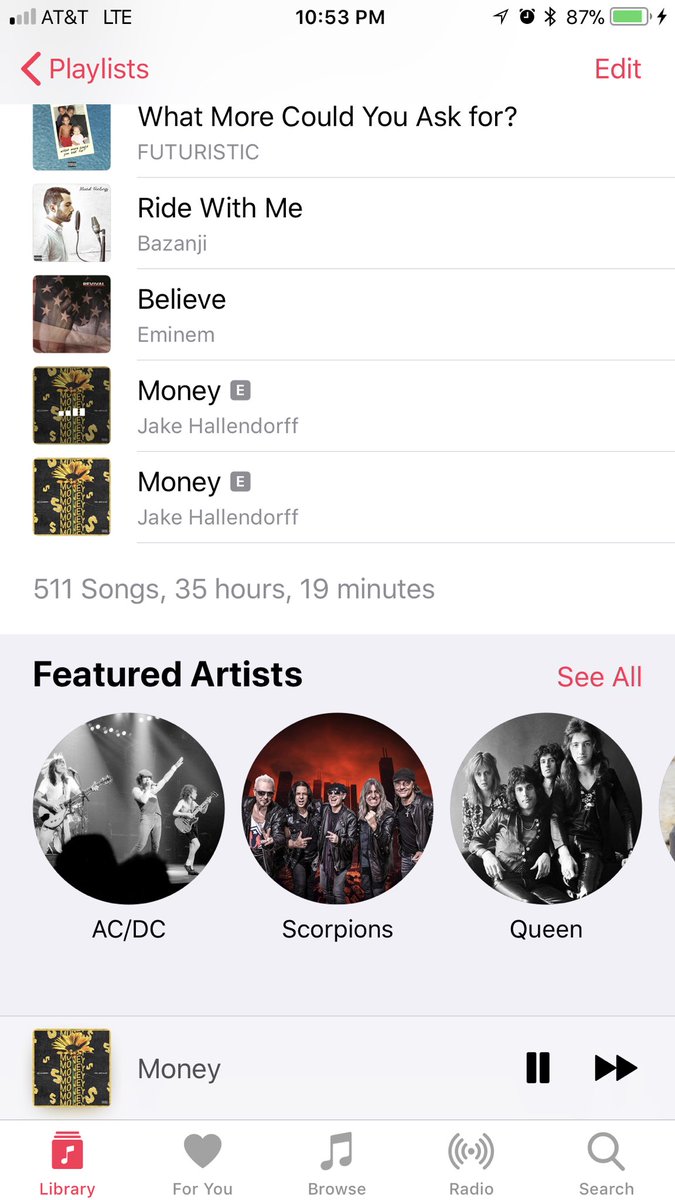 AT&T LTE 10:53 PM 87%
Playlists Edit
What More Could You Ask for?
FUTURISTIC
Ride With Me
Bazanji
REVIVAL
Believe
Eminem
Money E
Jake Hallendorff
Money E
Jake Hallendorff
511 Songs, 35 hours, 19 minutes
Featured Artists See All
AC/DC Scorpions Queen
Money
Library For You Browse Radio Search